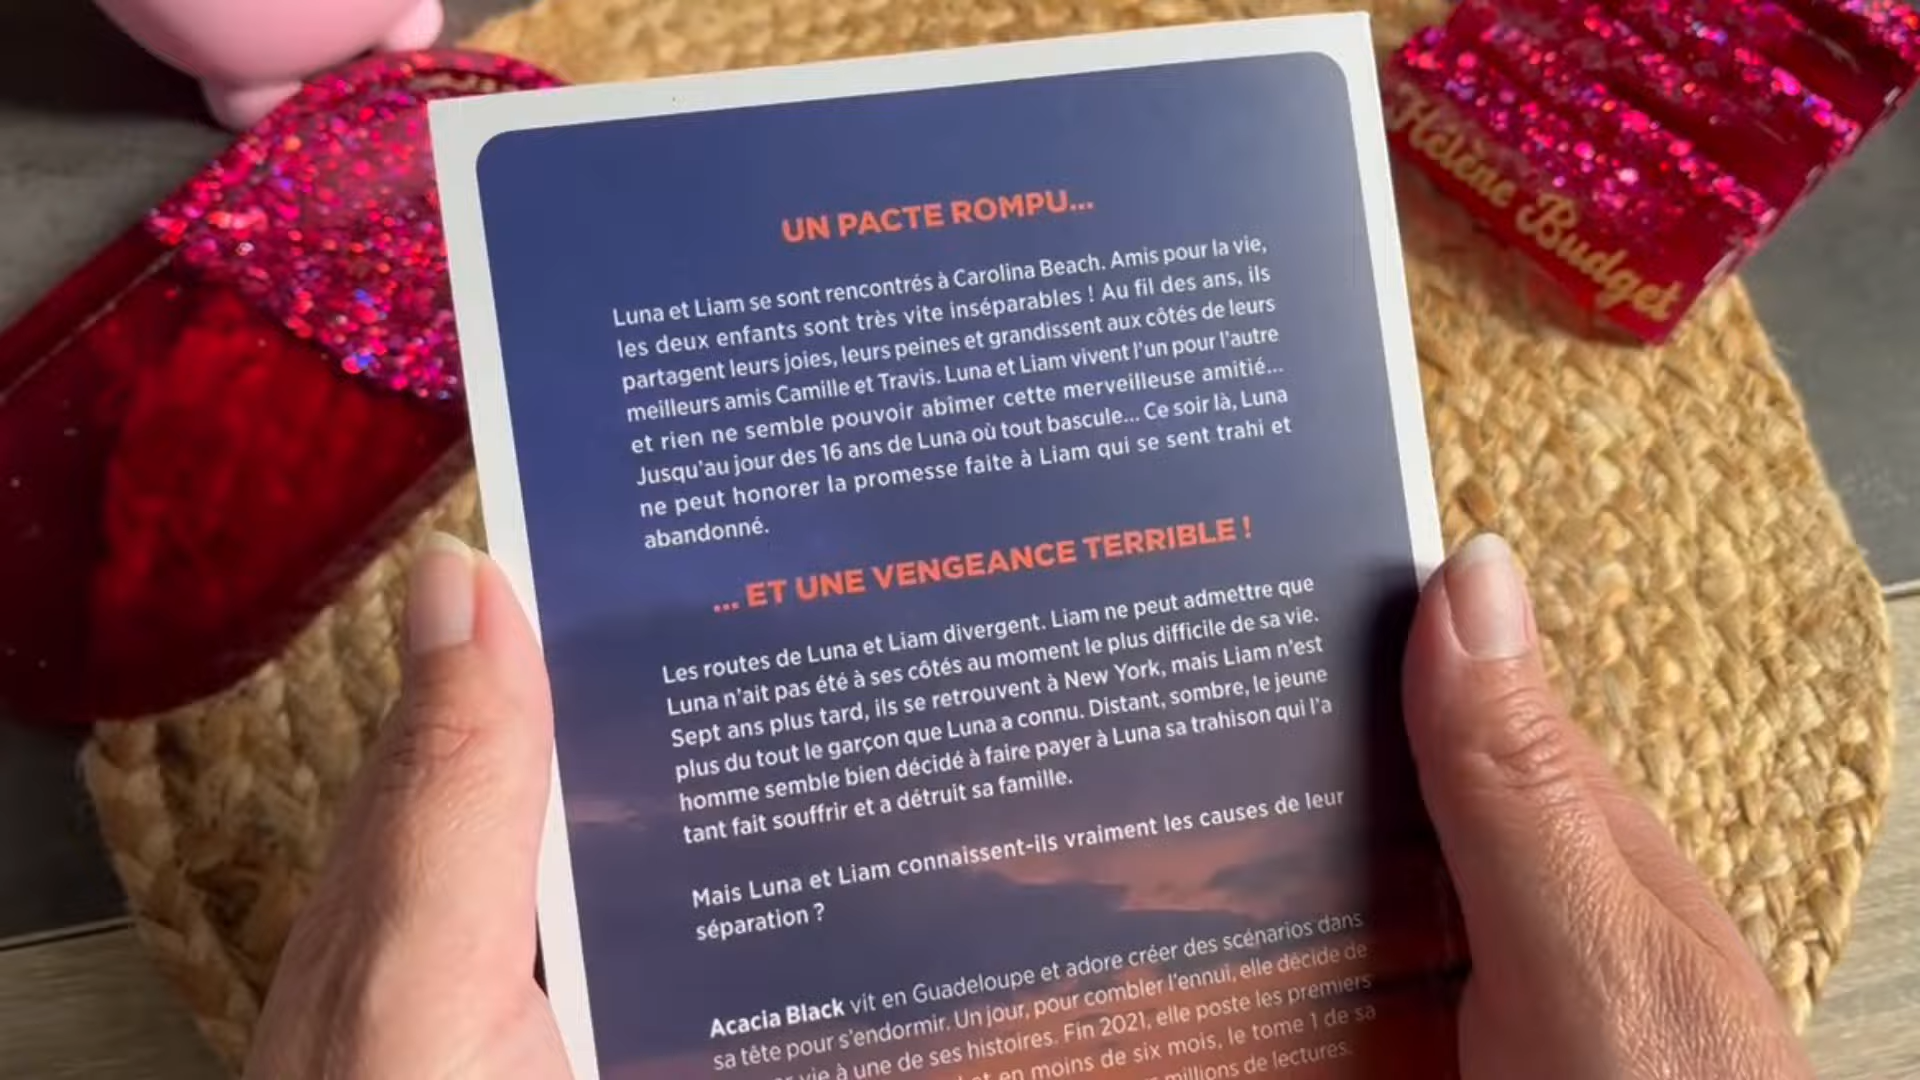 UN PACTE ROMPU...
Luna et Liam se sont rencontrés à Carolina Beach. Amis pour la vie,
les deux enfants sont très vite inséparables ! Au fil des ans, ils
partagent leurs joies, leurs peines et grandissent aux côtés de leurs
meilleurs amis Camille et Travis. Luna et Liam vivent l'un pour l'autre
et rien ne semble pouvoir abîmer cette merveilleuse amitié...
Jusqu'au jour des 16 ans de Luna où tout bascule... Ce soir là, Luna
ne peut honorer la promesse faite à Liam qui se sent trahi et
abandonné.
... ET UNE VENGEANCE TERRIBLE !
Les routes de Luna et Liam divergent. Liam ne peut admettre que
Luna n'ait pas été à ses côtés au moment le plus difficile de sa vie.
Sept ans plus tard, ils se retrouvent à New York, mais Liam n'est
plus du tout le garçon que Luna a connu. Distant, sombre, le jeune
homme semble bien décidé à faire payer à Luna sa trahison qui l'a
tant fait souffrir et a détruit sa famille.
Mais Luna et Liam connaissent-ils vraiment les causes de leur
séparation ?
Acacia Black vit en Guadeloupe et adore créer des scénarios dans
sa tête pour s'endormir. Un jour, pour combler l'ennui, elle décide de
vie à une de ses histoires. Fin 2021, elle poste les premiers
et en moins de six mois, le tome 1 de sa
millions de lectures.
Hélène Budget